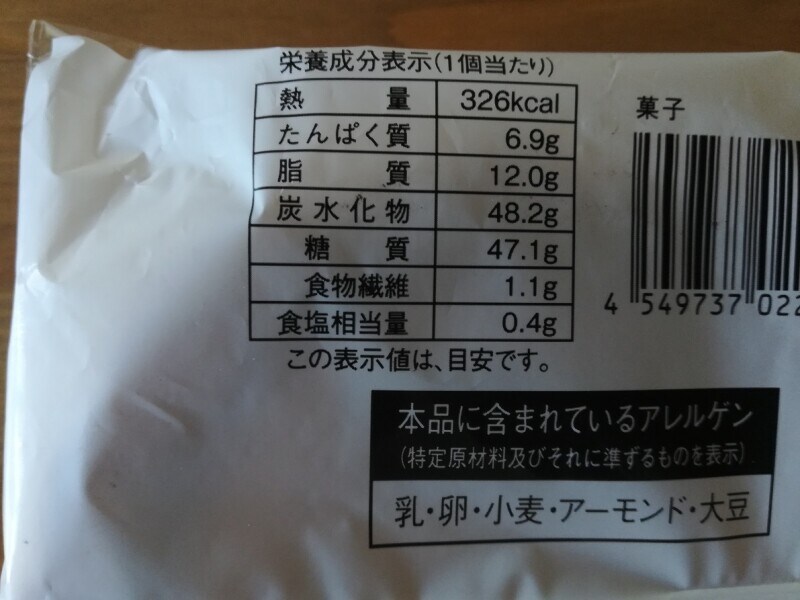 栄養成分表示(1個当たり)
熱量 326kcal
たんぱく質 6.9g
脂質 12.0g
炭水化物 48.2g
糖質 47.1g
食物繊維 1.1g
食塩相当量 0.4g
この表示値は、目安です。
菓子
4 549737 022
本品に含まれているアレルゲン
(特定原材料及びそれに準ずるものを表示)
乳・卵・小麦・アーモンド・大豆